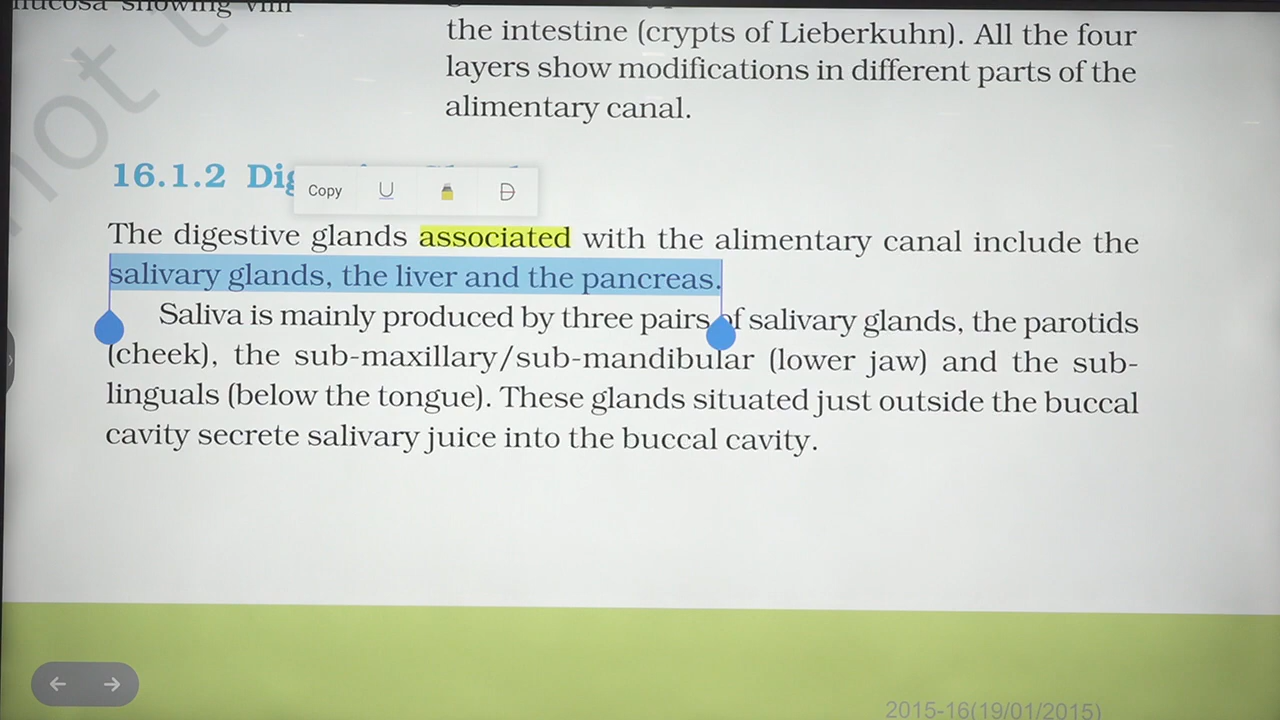 mucosa showing villi
the intestine (crypts of Lieberkuhn). All the four
layers show modifications in different parts of the
alimentary canal.
not t
16.1.2 Dig
Copy
The digestive glands associated with the alimentary canal include the
salivary glands, the liver and the pancreas.
Saliva is mainly produced by three pairs of salivary glands, the parotids
(cheek), the sub-maxillary/sub-mandibular (lower jaw) and the sub-
linguals (below the tongue). These glands situated just outside the buccal
cavity secrete salivary juice into the buccal cavity.
2015-16(19/01/2015)